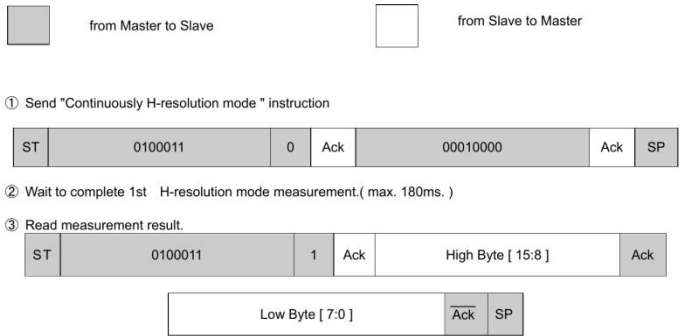 from Master to Slave
from Slave to Master
① Send "Continuously H-resolution mode " instruction
ST 0100011 0 Ack 00010000 Ack SP
② Wait to complete 1st H-resolution mode measurement.( max. 180ms. )
③ Read measurement result.
ST 0100011 1 Ack High Byte [ 15:8 ] Ack
Low Byte [ 7:0 ] A̅c̅k̅ SP